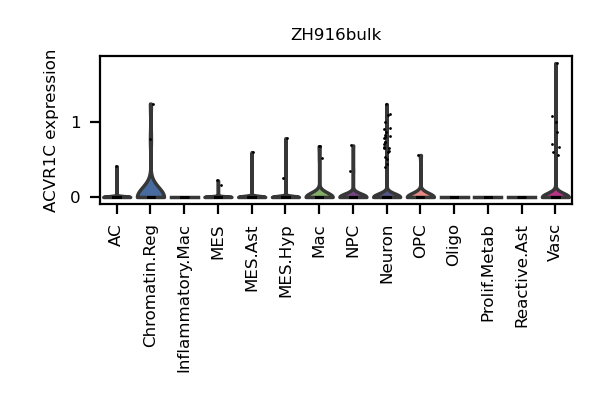 ZH916bulk
ACVR1C expression
1
0
AC
Chromatin.Reg
Inflammatory.Mac
MES
MES.Ast
MES.Hyp
Mac
NPC
Neuron
OPC
Oligo
Prolif.Metab
Reactive.Ast
Vasc